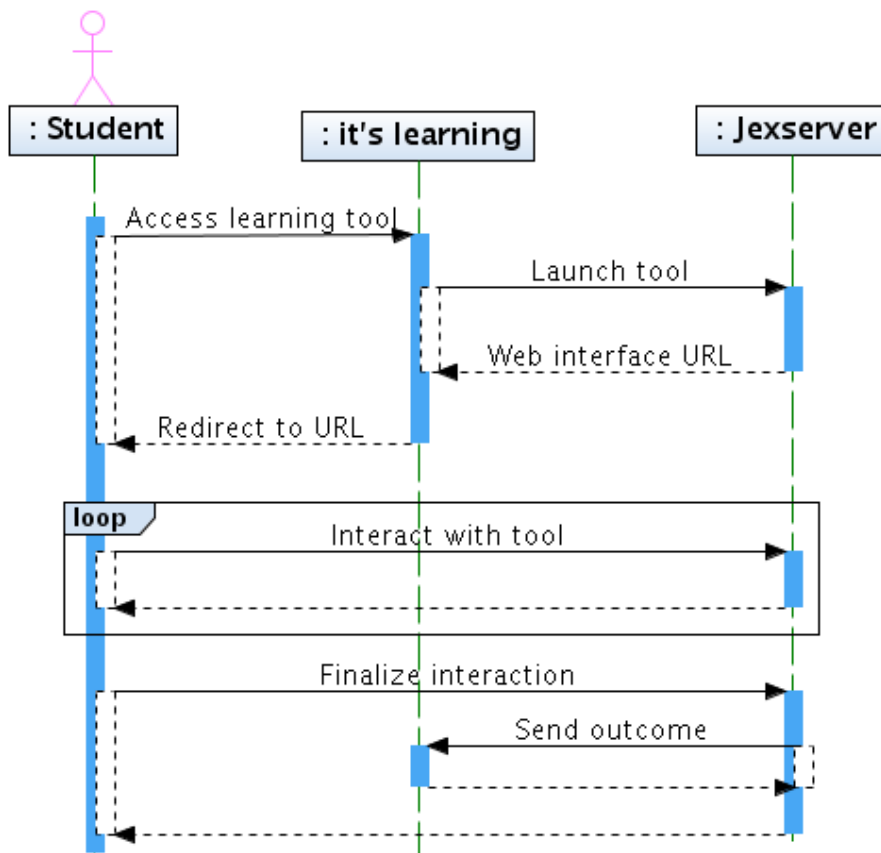 : Student
: it's learning
: Jexserver
Access learning tool
Launch tool
Web interface URL
Redirect to URL
loop
Interact with tool
Finalize interaction
Send outcome